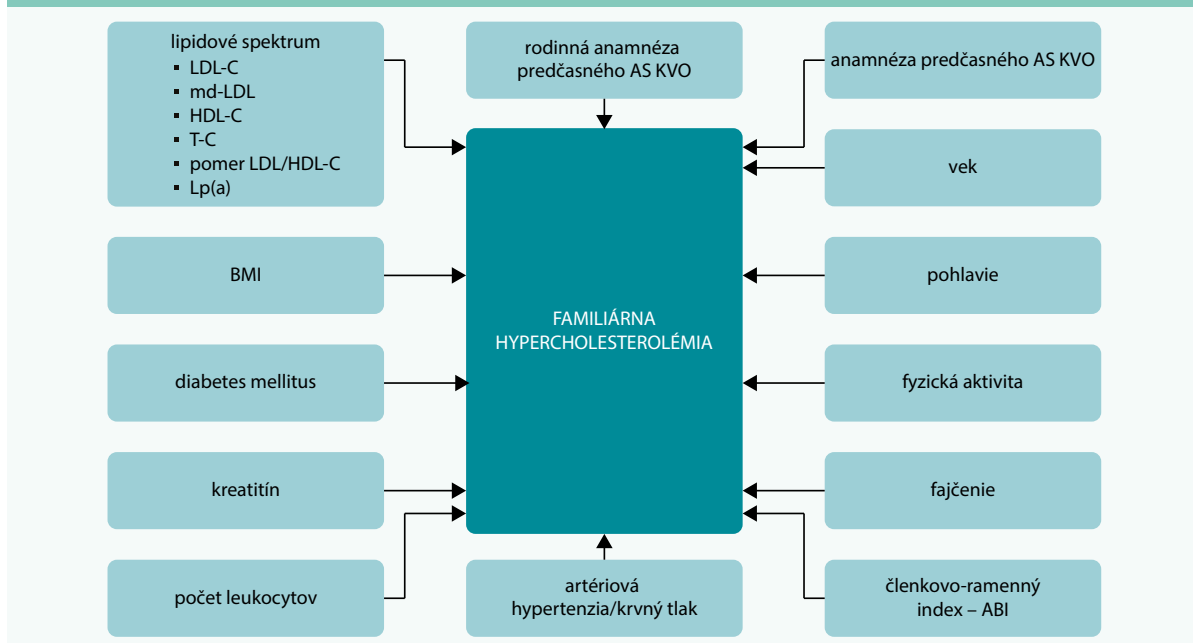 lipidové spektrum
▪ LDL-C
▪ md-LDL
▪ HDL-C
▪ T-C
▪ pomer LDL/HDL-C
▪ Lp(a)
rodinná anamnéza
predčasného AS KVO
anamnéza predčasného AS KVO
vek
BMI
pohlavie
FAMILIÁRNA
HYPERCHOLESTEROLÉMIA
diabetes mellitus
fyzická aktivita
kreatitín
fajčenie
počet leukocytov
artériová
hypertenzia/krvný tlak
členkovo-ramenný
index – ABI